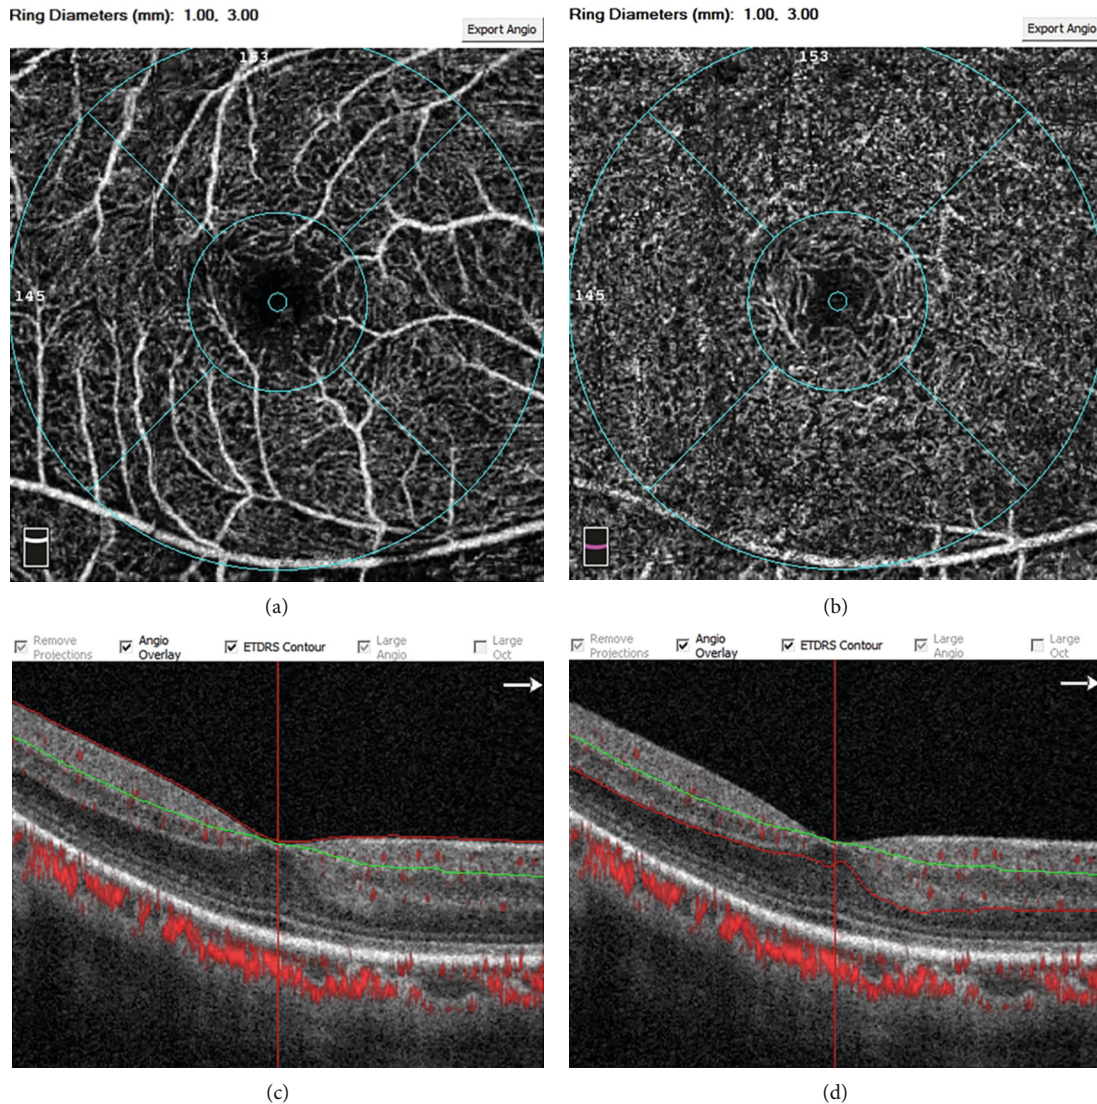 Ring Diameters (mm): 1.00, 3.00
Export Angio
153
145
(a)
Ring Diameters (mm): 1.00, 3.00
Export Angio
153
145
(b)
Remove Projections
Angio Overlay
ETDRS Contour
Large Angio
Large Oct
(c)
Remove Projections
Angio Overlay
ETDRS Contour
Large Angio
Large Oct
(d)